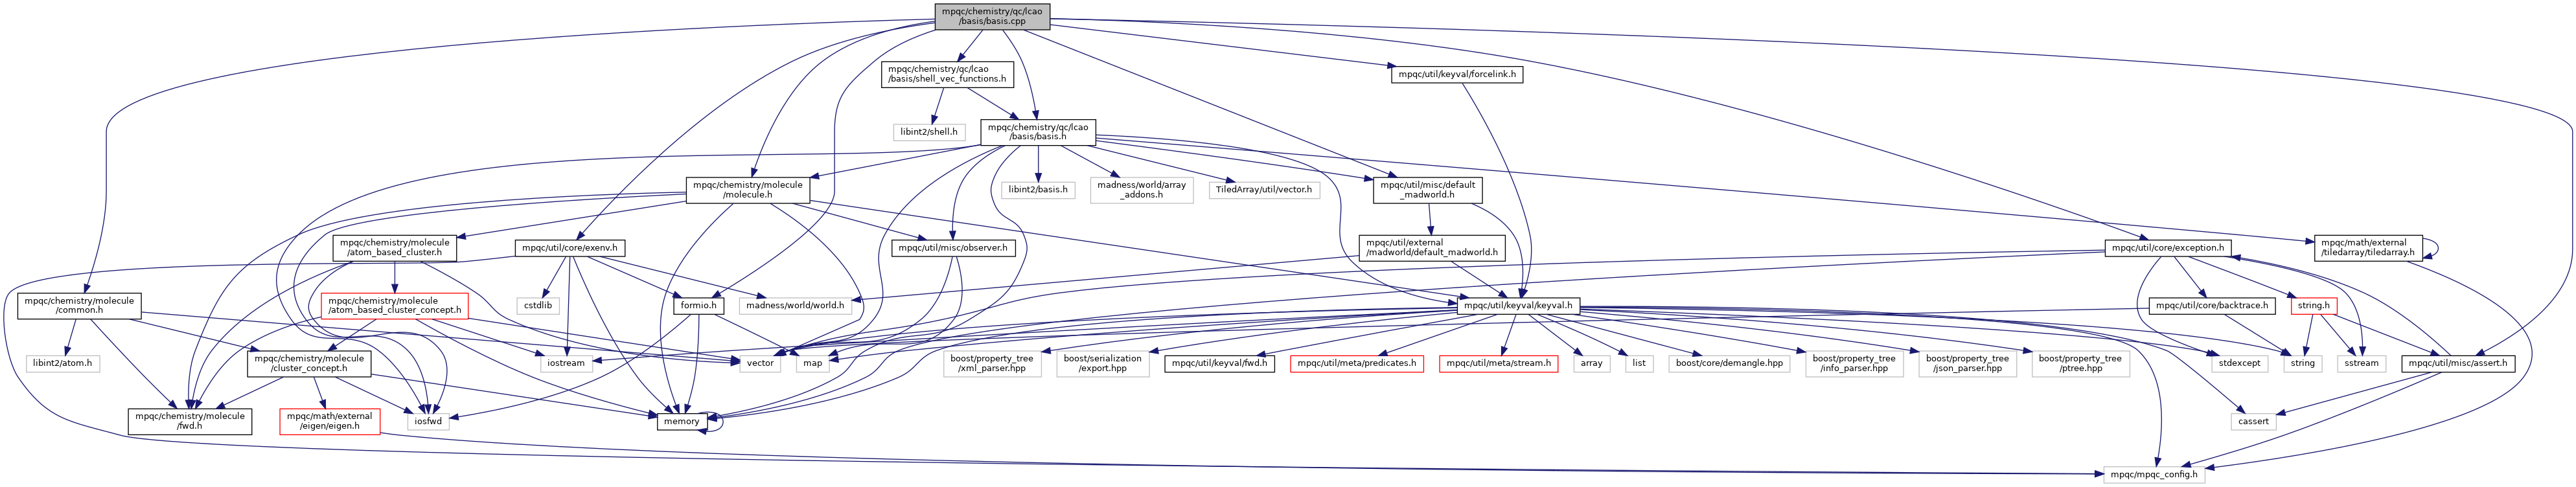 mpqc/chemistry/qc/lcao
/basis/basis.cpp
mpqc/chemistry/qc/lcao
/basis/shell_vec_functions.h
mpqc/util/keyval/forcelink.h
libint2/shell.h
mpqc/chemistry/qc/lcao
/basis/basis.h
mpqc/chemistry/molecule
/molecule.h
libint2/basis.h
madness/world/array
_addons.h
TiledArray/util/vector.h
mpqc/util/misc/default
_madworld.h
mpqc/chemistry/molecule
/atom_based_cluster.h
mpqc/util/core/exenv.h
mpqc/util/misc/observer.h
mpqc/util/external
/madworld/default_madworld.h
mpqc/util/core/exception.h
mpqc/math/external
/tiledarray/tiledarray.h
mpqc/chemistry/molecule
/common.h
mpqc/chemistry/molecule
/atom_based_cluster_concept.h
cstdlib
formio.h
madness/world/world.h
mpqc/util/keyval/keyval.h
mpqc/util/core/backtrace.h
string.h
libint2/atom.h
mpqc/chemistry/molecule
/cluster_concept.h
iostream
vector
map
boost/property_tree
/xml_parser.hpp
boost/serialization
/export.hpp
mpqc/util/keyval/fwd.h
mpqc/util/meta/predicates.h
mpqc/util/meta/stream.h
array
list
boost/core/demangle.hpp
boost/property_tree
/info_parser.hpp
boost/property_tree
/json_parser.hpp
boost/property_tree
/ptree.hpp
stdexcept
string
sstream
mpqc/util/misc/assert.h
mpqc/chemistry/molecule
/fwd.h
mpqc/math/external
/eigen/eigen.h
iosfwd
memory
cassert
mpqc/mpqc_config.h